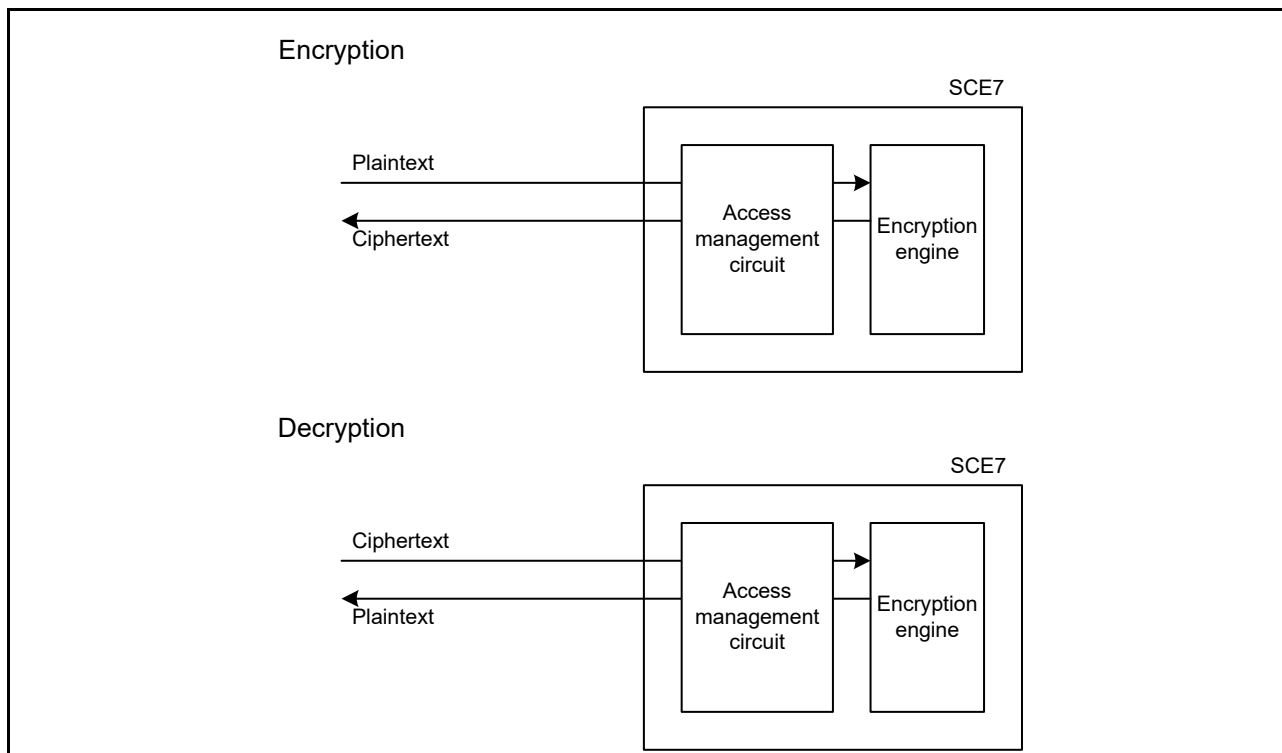 Encryption
SCE7
Plaintext
Ciphertext
Access
management
circuit
Encryption
engine
Decryption
SCE7
Ciphertext
Plaintext
Access
management
circuit
Encryption
engine